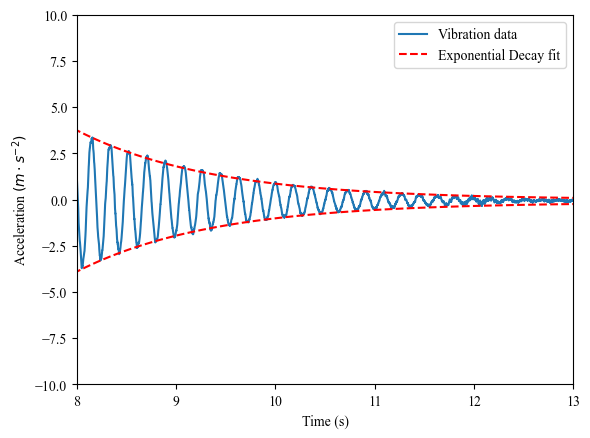 10.0
7.5
5.0
2.5
0.0
−2.5
−5.0
−7.5
−10.0
Acceleration (m · s⁻²)
Vibration data
Exponential Decay fit
8 9 10 11 12 13
Time (s)